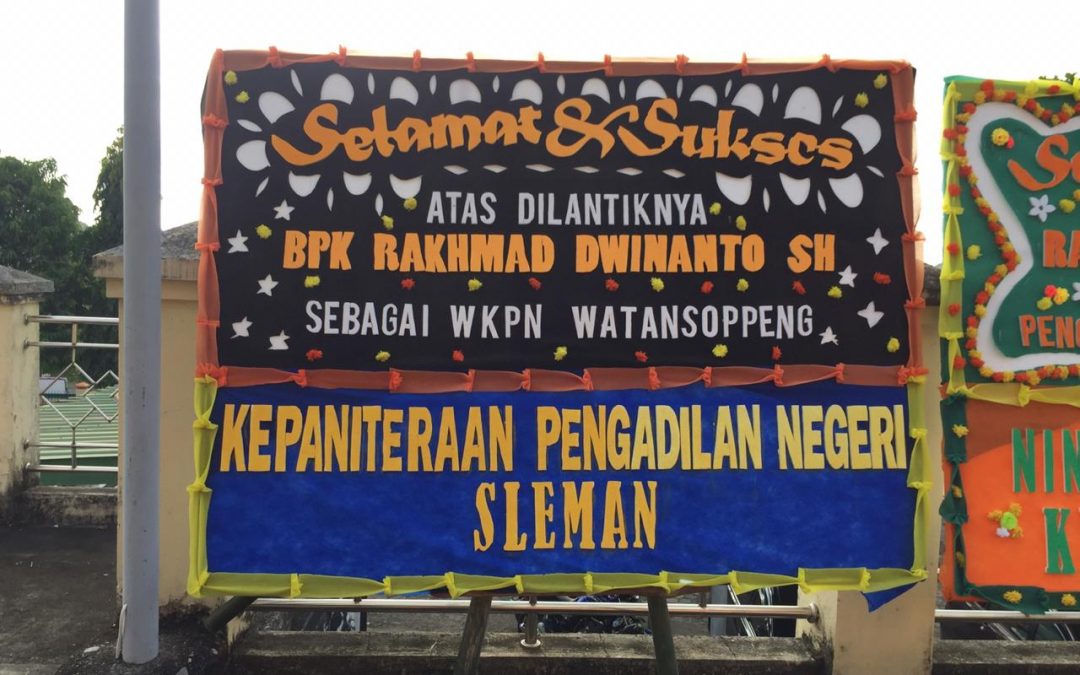 Selamat & Sukses
ATAS DILANTIKNYA
BPK RAKHMAD DWINANTO SH
SEBAGAI WKPN WATANSOPPENG
KEPANITERAAN PENGADILAN NEGERI
SLEMAN